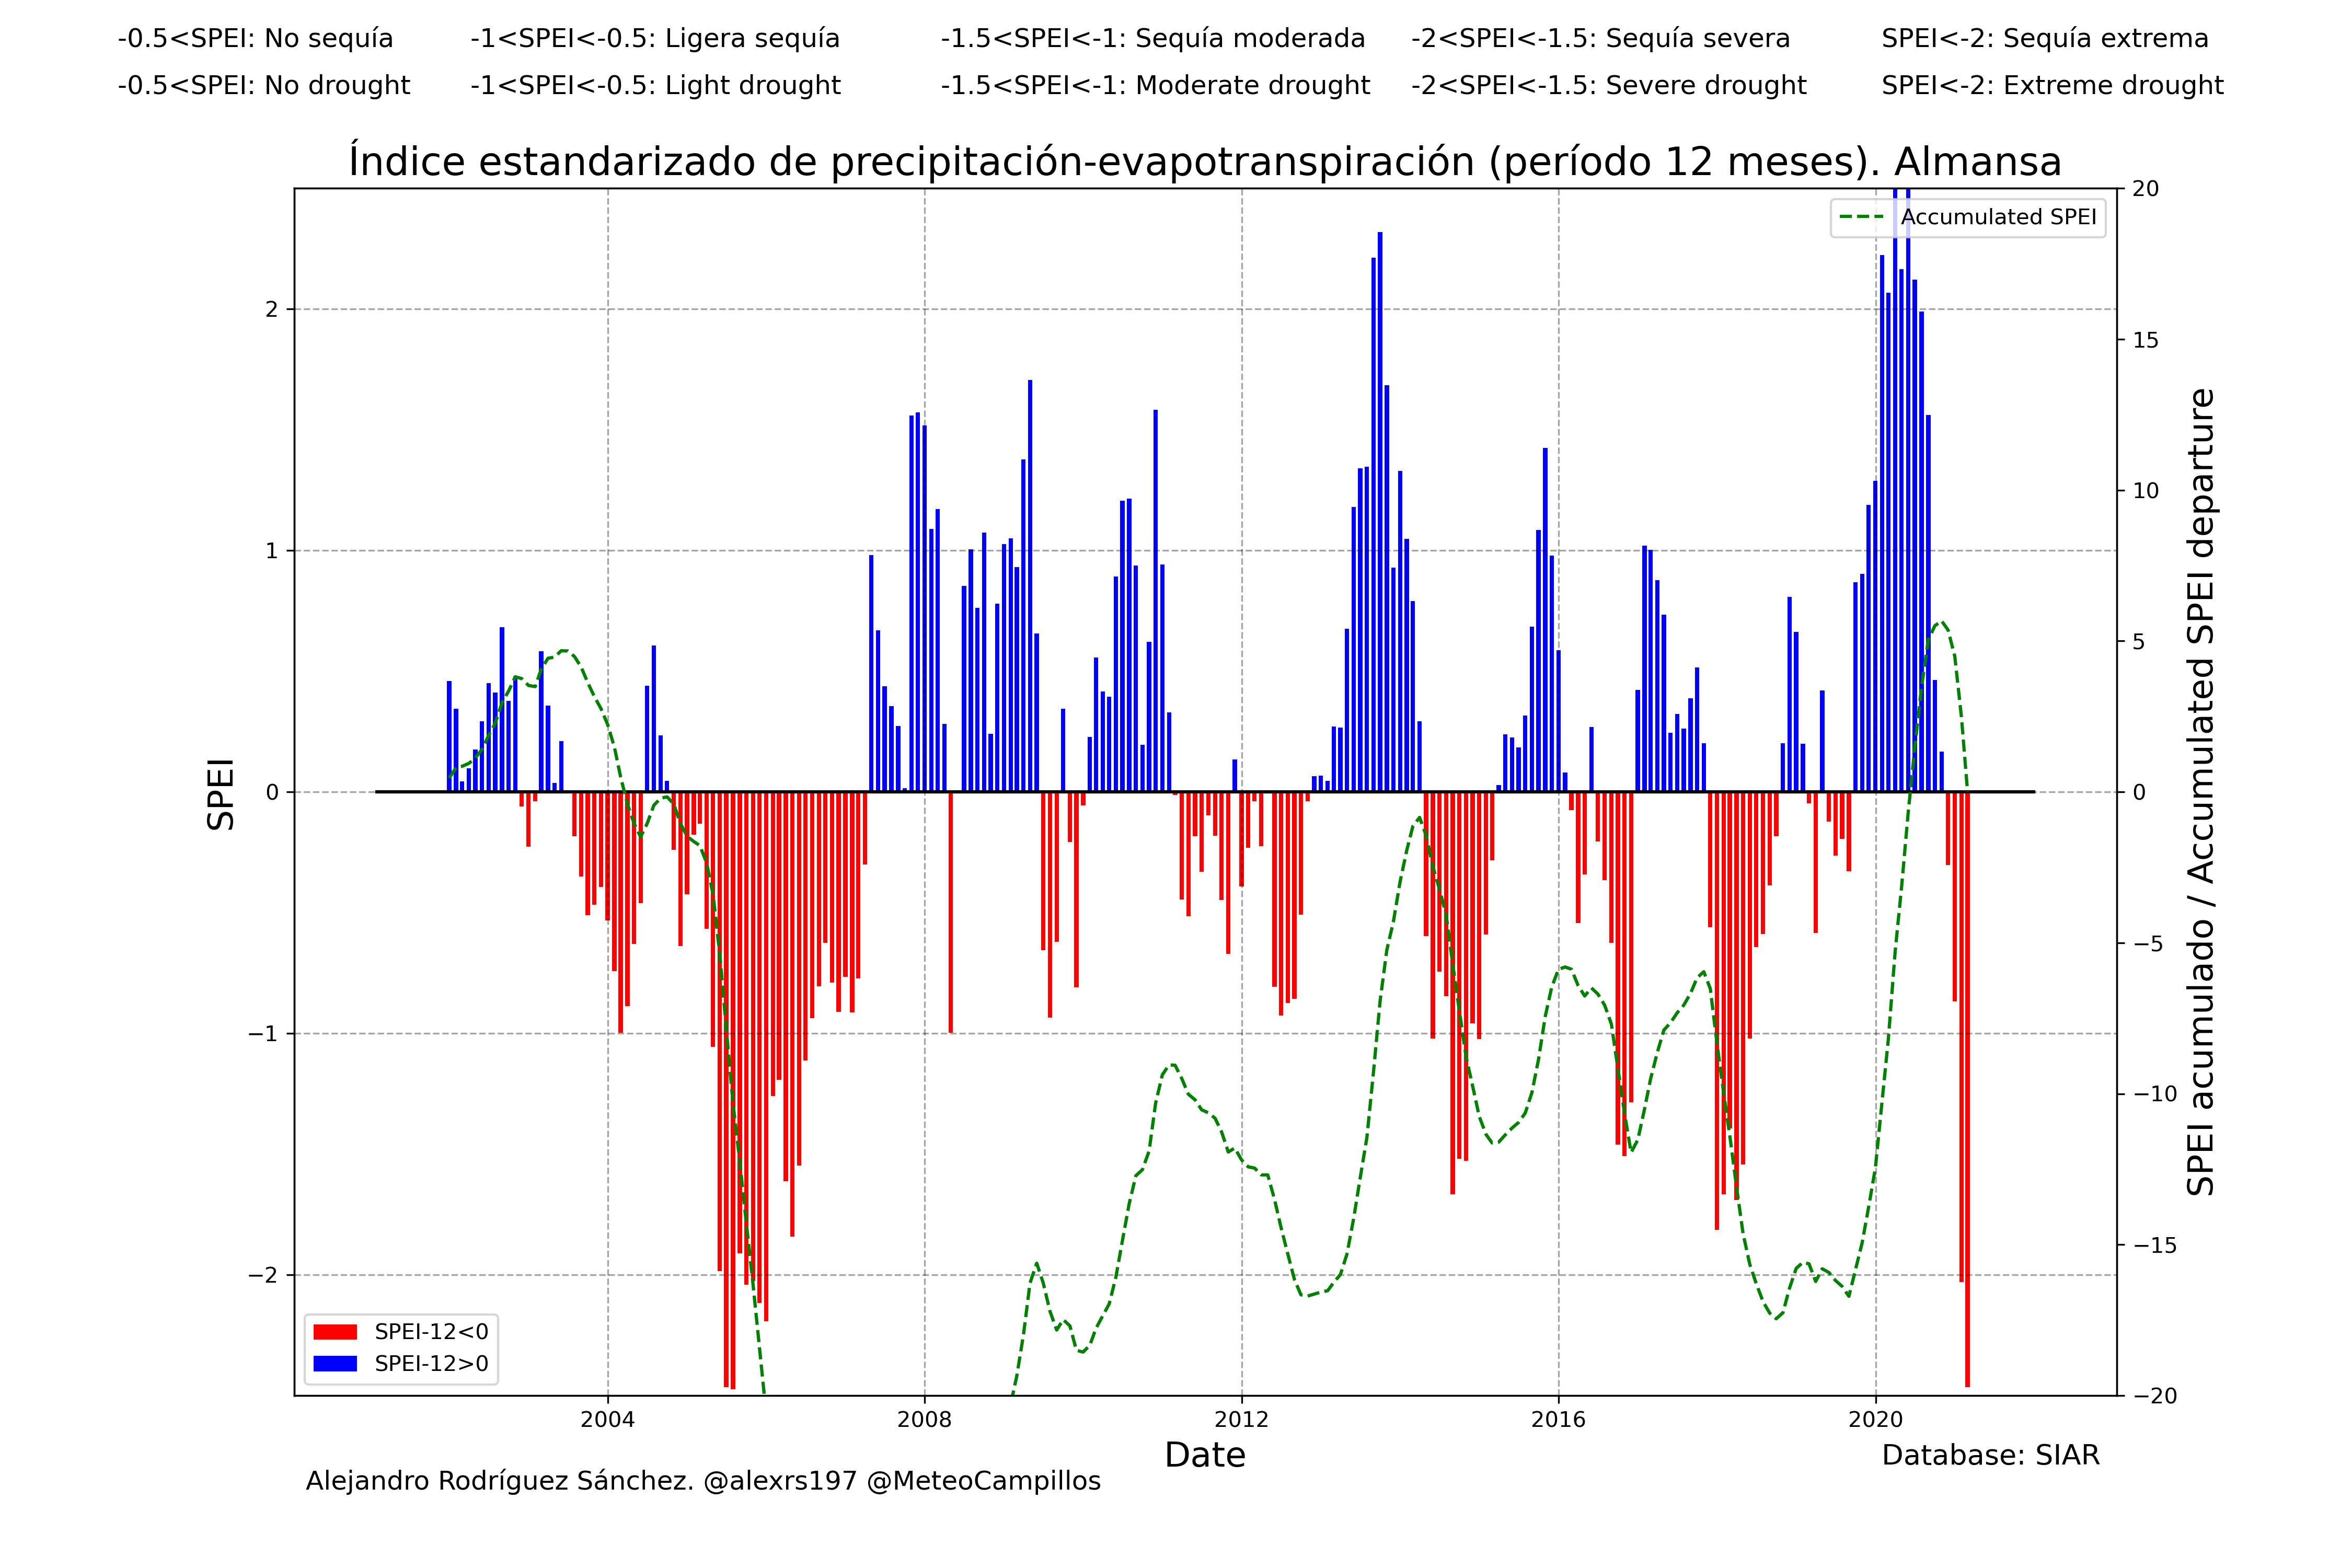 -0.5<SPEI: No sequía -1<SPEI<-0.5: Ligera sequía -1.5<SPEI<-1: Sequía moderada -2<SPEI<-1.5: Sequía severa SPEI<-2: Sequía extrema
-0.5<SPEI: No drought -1<SPEI<-0.5: Light drought -1.5<SPEI<-1: Moderate drought -2<SPEI<-1.5: Severe drought SPEI<-2: Extreme drought
Índice estandarizado de precipitación-evapotranspiración (período 12 meses). Almansa
Accumulated SPEI
SPEI
2
1
0
−1
−2
20
15
10
5
0
−5
−10
−15
−20
SPEI acumulado / Accumulated SPEI departure
SPEI-12<0
SPEI-12>0
2004 2008 2012 2016 2020
Date
Database: SIAR
Alejandro Rodríguez Sánchez. @alexrs197 @MeteoCampillos